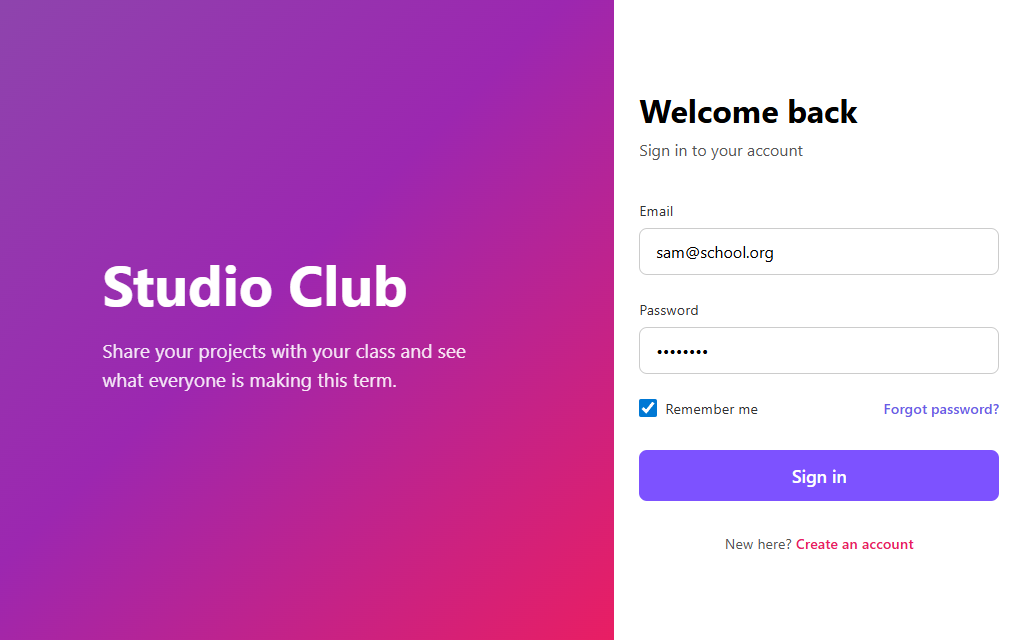 Studio Club
Share your projects with your class and see
what everyone is making this term.
Welcome back
Sign in to your account
Email
sam@school.org
Password
••••••••
Remember me
Forgot password?
Sign in
New here? Create an account